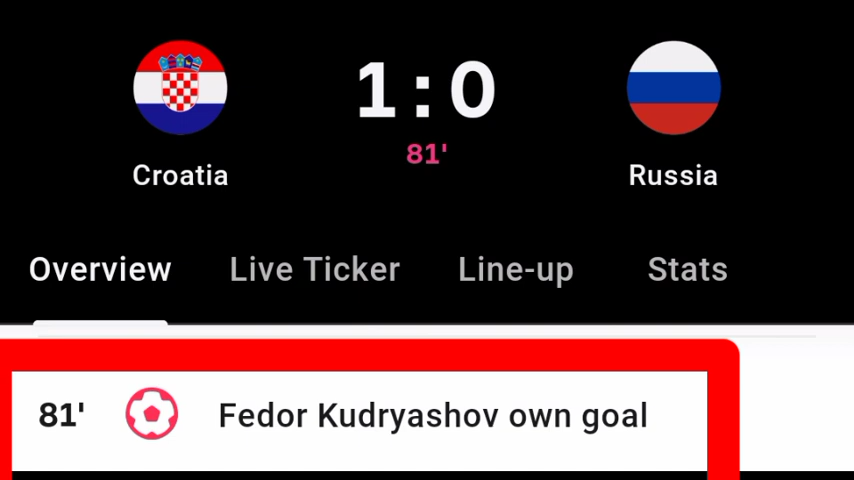 1:0
81'
Croatia
Russia
Overview Live Ticker Line-up Stats
81' Fedor Kudryashov own goal